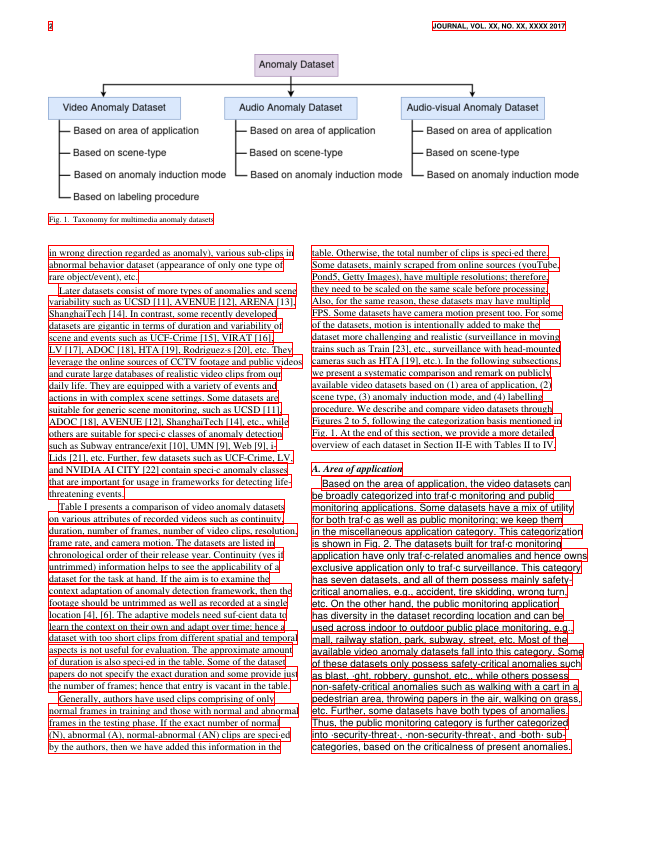 2
JOURNAL, VOL. XX, NO. XX, XXXX 2017
Anomaly Dataset
Video Anomaly Dataset
Based on area of application
Based on scene-type
Based on anomaly induction mode
Based on labeling procedure
Audio Anomaly Dataset
Based on area of application
Based on scene-type
Based on anomaly induction mode
Audio-visual Anomaly Dataset
Based on area of application
Based on scene-type
Based on anomaly induction mode
Fig. 1. Taxonomy for multimedia anomaly datasets
in wrong direction regarded as anomaly), various sub-clips in
abnormal behavior dataset (appearance of only one type of
rare object/event), etc.
Later datasets consist of more types of anomalies and scene
variability such as UCSD [11], AVENUE [12], ARENA [13],
ShanghaiTech [14]. In contrast, some recently developed
datasets are gigantic in terms of duration and variability of
scene and events such as UCF-Crime [15], VIRAT [16],
LV [17], ADOC [18], HTA [19], Rodriguez·s [20], etc. They
leverage the online sources of CCTV footage and public videos
and curate large databases of realistic video clips from our
daily life. They are equipped with a variety of events and
actions in with complex scene settings. Some datasets are
suitable for generic scene monitoring, such as UCSD [11],
ADOC [18], AVENUE [12], ShanghaiTech [14], etc., while
others are suitable for speci·c classes of anomaly detection
such as Subway entrance/exit [10], UMN [9], Web [9], i-
Lids [21], etc. Further, few datasets such as UCF-Crime, LV,
and NVIDIA AI CITY [22] contain speci·c anomaly classes
that are important for usage in frameworks for detecting life-
threatening events.
Table I presents a comparison of video anomaly datasets
on various attributes of recorded videos such as continuity,
duration, number of frames, number of video clips, resolution,
frame rate, and camera motion. The datasets are listed in
chronological order of their release year. Continuity (yes if
untrimmed) information helps to see the applicability of a
dataset for the task at hand. If the aim is to examine the
context adaptation of anomaly detection framework, then the
footage should be untrimmed as well as recorded at a single
location [4], [6]. The adaptive models need suf·cient data to
learn the context on their own and adapt over time; hence a
dataset with too short clips from different spatial and temporal
aspects is not useful for evaluation. The approximate amount
of duration is also speci·ed in the table. Some of the dataset
papers do not specify the exact duration and some provide just
the number of frames; hence that entry is vacant in the table.
Generally, authors have used clips comprising of only
normal frames in training and those with normal and abnormal
frames in the testing phase. If the exact number of normal
(N), abnormal (A), normal-abnormal (AN) clips are speci·ed
by the authors, then we have added this information in the
table. Otherwise, the total number of clips is speci·ed there.
Some datasets, mainly scraped from online sources (youTube,
Pond5, Getty Images), have multiple resolutions; therefore,
they need to be scaled on the same scale before processing.
Also, for the same reason, these datasets may have multiple
FPS. Some datasets have camera motion present too. For some
of the datasets, motion is intentionally added to make the
dataset more challenging and realistic (surveillance in moving
trains such as Train [23], etc., surveillance with head-mounted
cameras such as HTA [19], etc.). In the following subsections,
we present a systematic comparison and remark on publicly
available video datasets based on (1) area of application, (2)
scene type, (3) anomaly induction mode, and (4) labelling
procedure. We describe and compare video datasets through
Figures 2 to 5, following the categorization basis mentioned in
Fig. 1. At the end of this section, we provide a more detailed
overview of each dataset in Section II-E with Tables II to IV.
A. Area of application
Based on the area of application, the video datasets can
be broadly categorized into traf·c monitoring and public
monitoring applications. Some datasets have a mix of utility
for both traf·c as well as public monitoring; we keep them
in the miscellaneous application category. This categorization
is shown in Fig. 2. The datasets built for traf·c monitoring
application have only traf·c-related anomalies and hence owns
exclusive application only to traf·c surveillance. This category
has seven datasets, and all of them possess mainly safety-
critical anomalies, e.g., accident, tire skidding, wrong turn,
etc. On the other hand, the public monitoring application
has diversity in the dataset recording location and can be
used across indoor to outdoor public place monitoring, e.g.,
mall, railway station, park, subway, street, etc. Most of the
available video anomaly datasets fall into this category. Some
of these datasets only possess safety-critical anomalies such
as blast, ·ght, robbery, gunshot, etc., while others possess
non-safety-critical anomalies such as walking with a cart in a
pedestrian area, throwing papers in the air, walking on grass,
etc. Further, some datasets have both types of anomalies.
Thus, the public monitoring category is further categorized
into ·security-threat·, ·non-security-threat·, and ·both· sub-
categories, based on the criticalness of present anomalies.